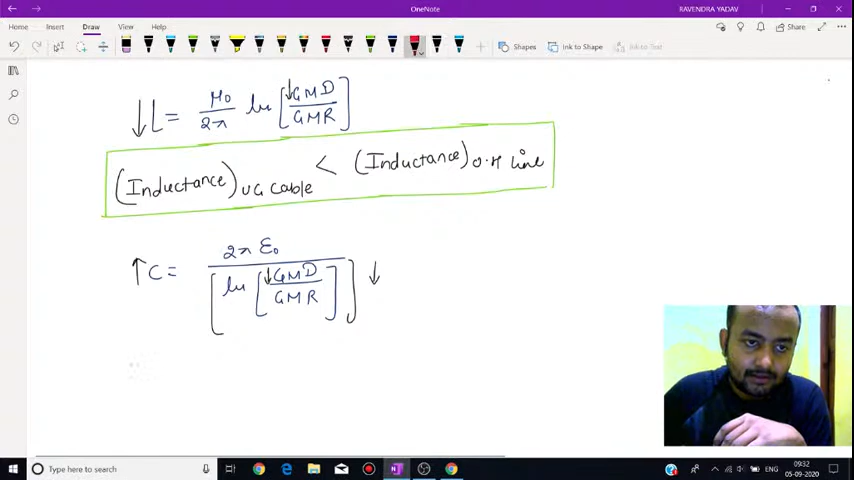 OneNote
RAVENDRA YADAV
Home Insert Draw View Help Share
Shapes Ink to Shape Ink to Text
↓L = μ₀/2π ln [↓GMD/GMR]
(Inductance)UG Cable < (Inductance)O.H Line
↑C = 2πε₀/[ln [↓GMD/GMR]] ↓
Type here to search
ENG
09:32
05-09-2020